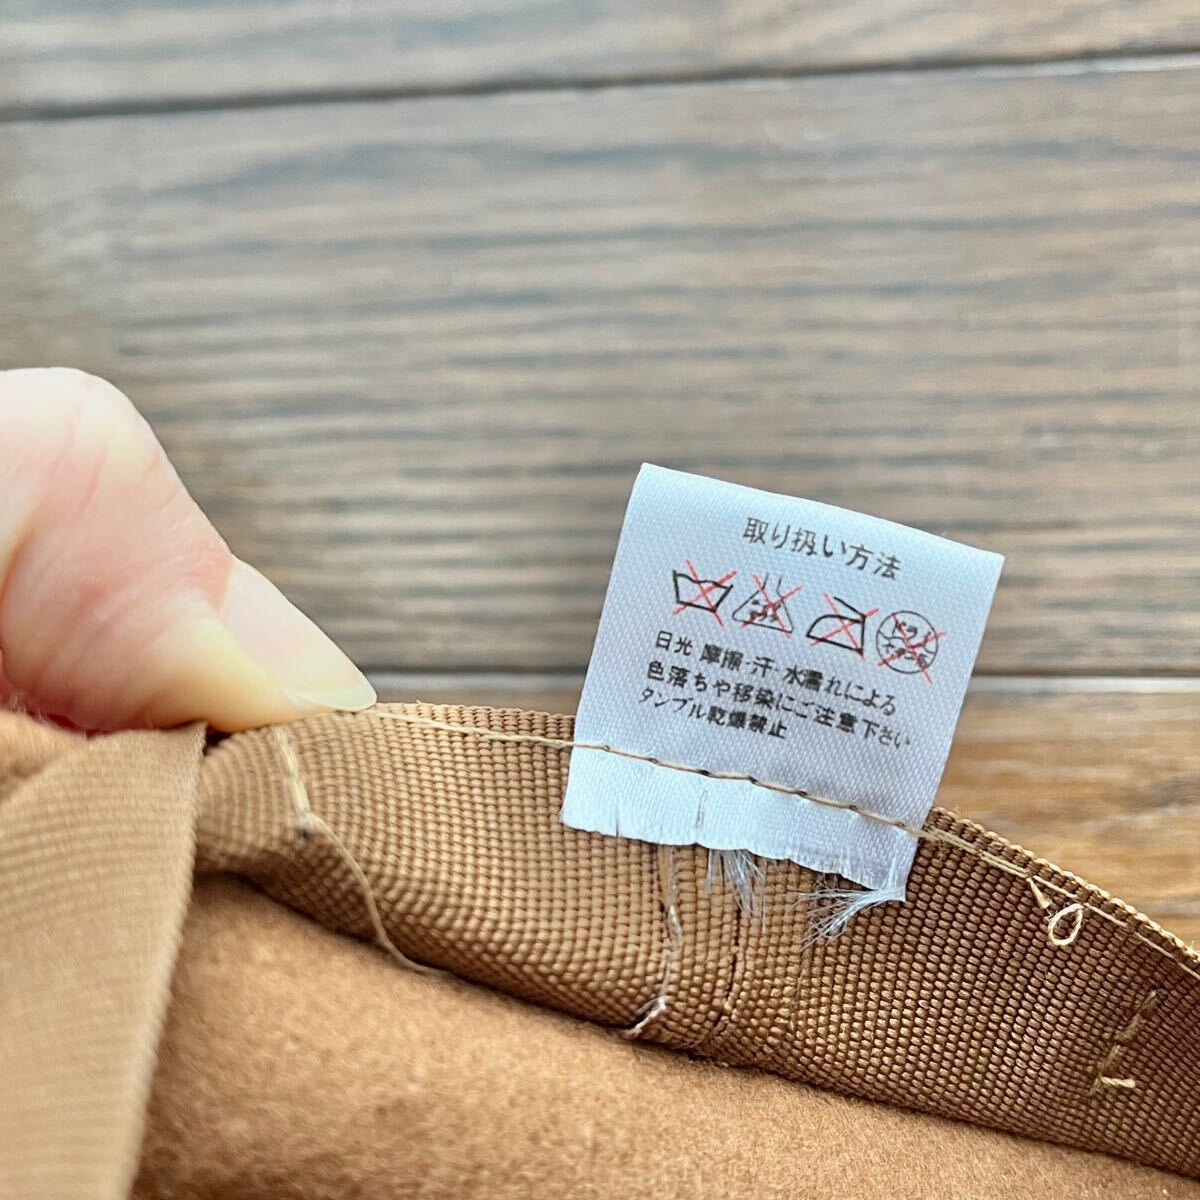 取り扱い方法
ドライ
日光 摩擦・汗・水濡れによる
色落ちや移染にご注意下さい
タンブル乾燥禁止